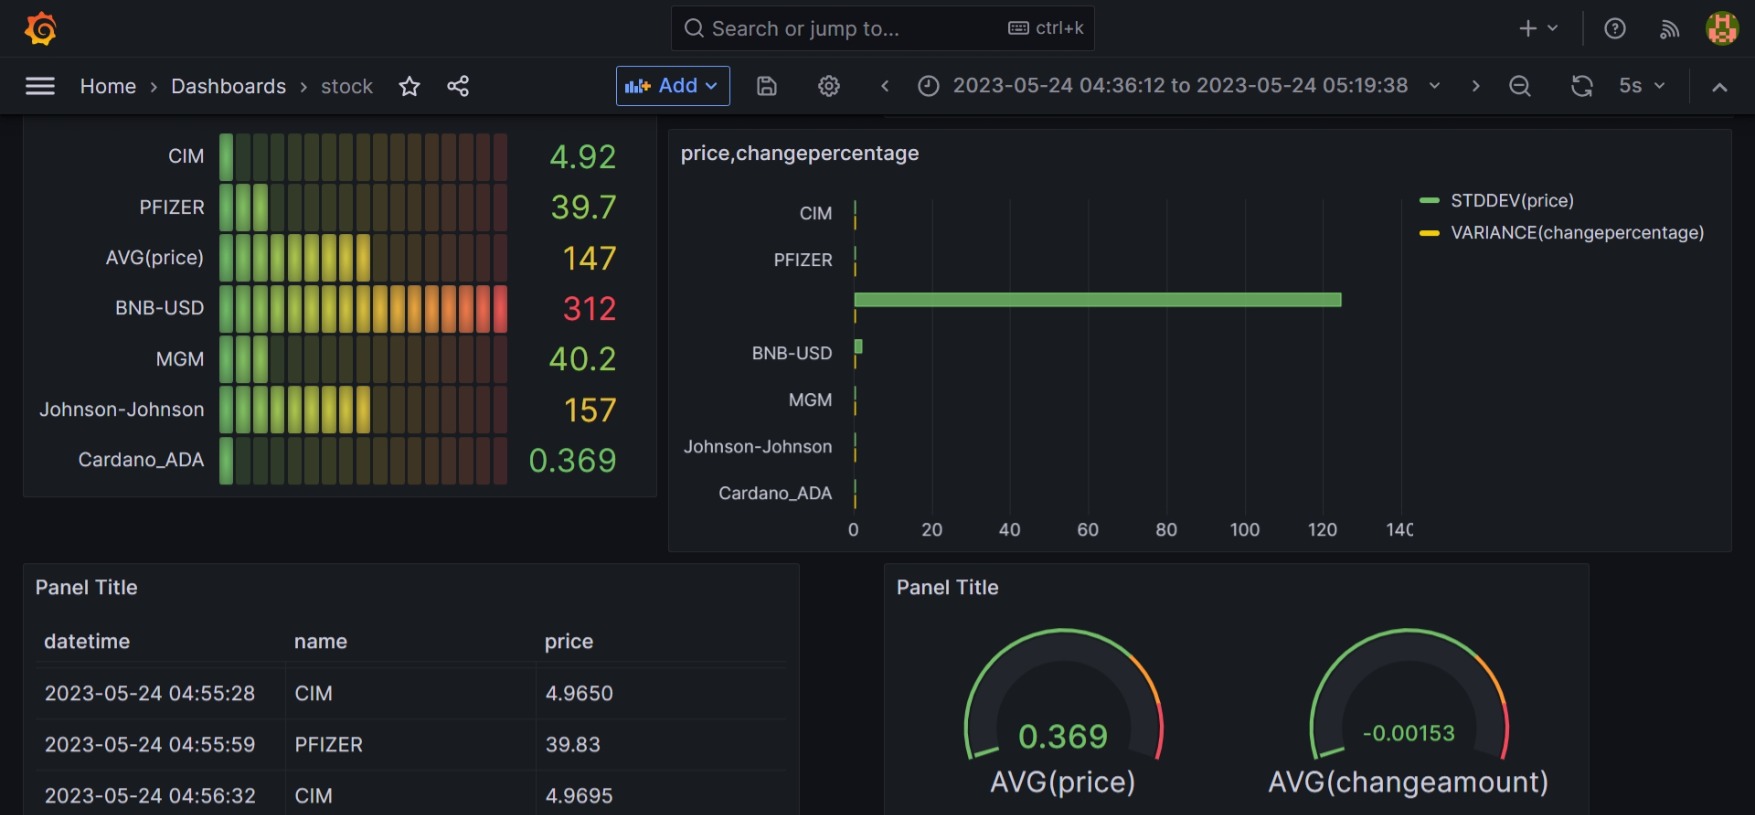 Search or jump to... ctrl+k
Home › Dashboards › stock Add 2023-05-24 04:36:12 to 2023-05-24 05:19:38 5s
CIM 4.92
PFIZER 39.7
AVG(price) 147
BNB-USD 312
MGM 40.2
Johnson-Johnson 157
Cardano_ADA 0.369
price,changepercentage
CIM
PFIZER
BNB-USD
MGM
Johnson-Johnson
Cardano_ADA
0 20 40 60 80 100 120 140
STDDEV(price)
VARIANCE(changepercentage)
Panel Title
datetime name price
2023-05-24 04:55:28 CIM 4.9650
2023-05-24 04:55:59 PFIZER 39.83
2023-05-24 04:56:32 CIM 4.9695
Panel Title
0.369 -0.00153
AVG(price) AVG(changeamount)